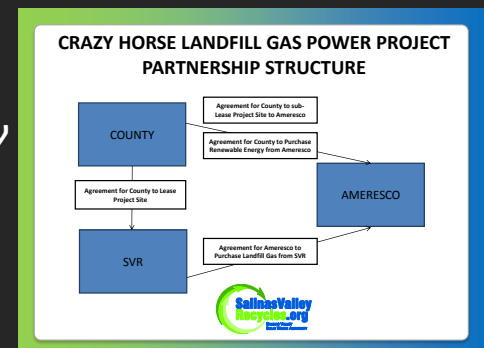 CRAZY HORSE LANDFILL GAS POWER PROJECT
PARTNERSHIP STRUCTURE
Agreement for County to sub-
Lease Project Site to Ameresco
COUNTY
Agreement for County to Purchase
Renewable Energy from Ameresco
Agreement for County to Lease
Project Site
AMERESCO
SVR
Agreement for Ameresco to
Purchase Landfill Gas from SVR
SalinasValley
Recycles.org